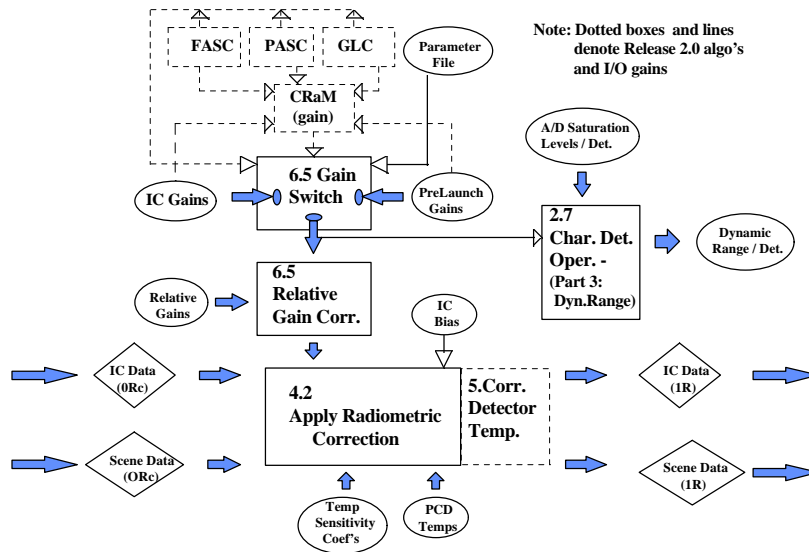 FASC
PASC
GLC
Parameter
File
Note: Dotted boxes and lines
denote Release 2.0 algo's
and I/O gains
CRaM
(gain)
A/D Saturation
Levels / Det.
6.5 Gain
Switch
IC Gains
PreLaunch
Gains
2.7
Char. Det.
Oper. -
(Part 3:
Dyn.Range)
Dynamic
Range / Det.
6.5
Relative
Gain Corr.
Relative
Gains
IC
Bias
IC Data
(0Rc)
4.2
Apply Radiometric
Correction
5.Corr.
Detector
Temp.
IC Data
(1R)
Scene Data
(ORc)
Scene Data
(1R)
Temp
Sensitivity
Coef's
PCD
Temps